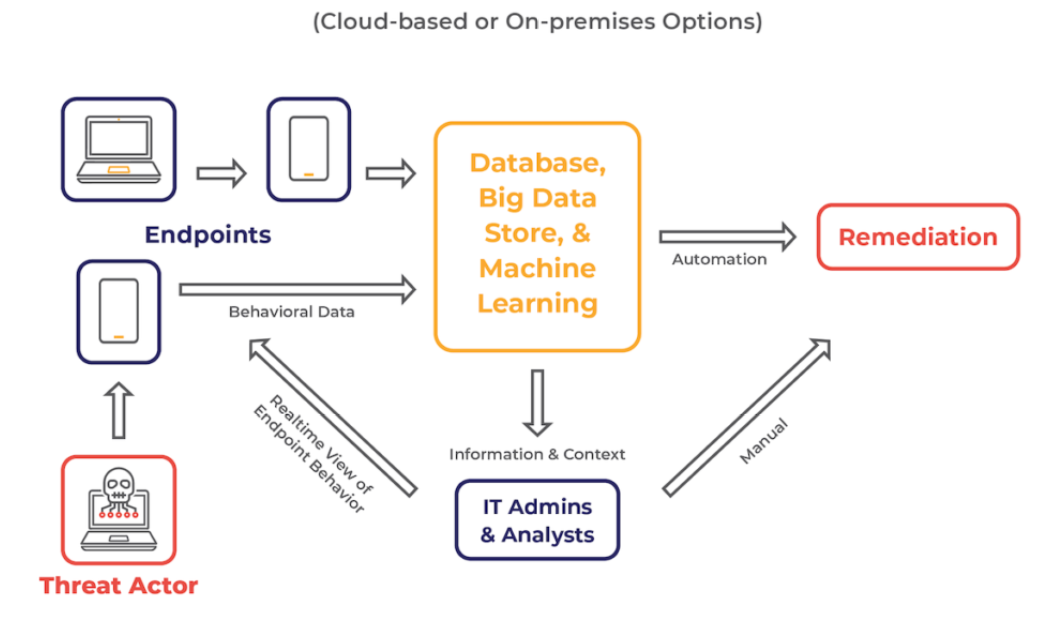 (Cloud-based or On-premises Options)
Endpoints
Database,
Big Data
Store, &
Machine
Learning
Automation
Remediation
Behavioral Data
Realtime View of
Endpoint Behavior
Information & Context
Manual
IT Admins
& Analysts
Threat Actor